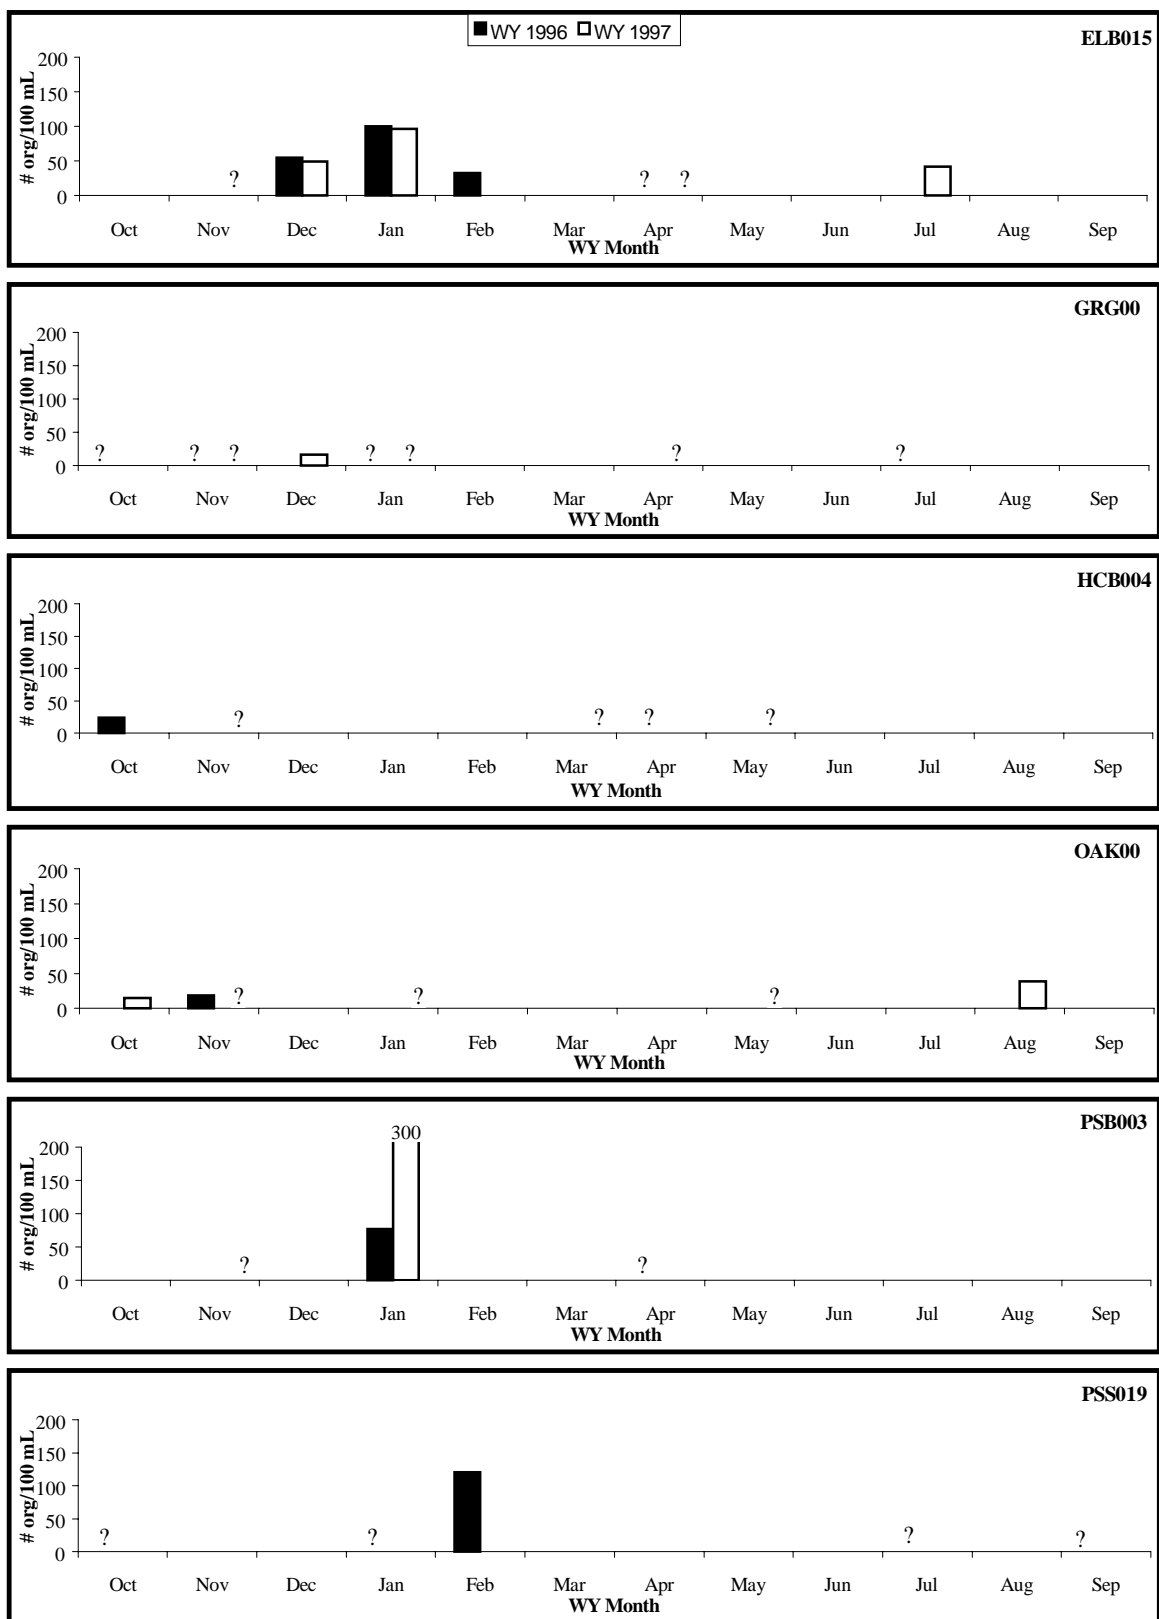 WY 1996 WY 1997
ELB015
# org/100 mL
200
150
100
50
0
? ? ?
Oct Nov Dec Jan Feb Mar Apr May Jun Jul Aug Sep
WY Month
GRG00
# org/100 mL
200
150
100
50
0
? ? ? ? ? ? ?
Oct Nov Dec Jan Feb Mar Apr May Jun Jul Aug Sep
WY Month
HCB004
# org/100 mL
200
150
100
50
0
? ? ? ?
Oct Nov Dec Jan Feb Mar Apr May Jun Jul Aug Sep
WY Month
OAK00
# org/100 mL
200
150
100
50
0
? ? ?
Oct Nov Dec Jan Feb Mar Apr May Jun Jul Aug Sep
WY Month
PSB003
300
# org/100 mL
200
150
100
50
0
? ?
Oct Nov Dec Jan Feb Mar Apr May Jun Jul Aug Sep
WY Month
PSS019
# org/100 mL
200
150
100
50
0
? ? ? ?
Oct Nov Dec Jan Feb Mar Apr May Jun Jul Aug Sep
WY Month